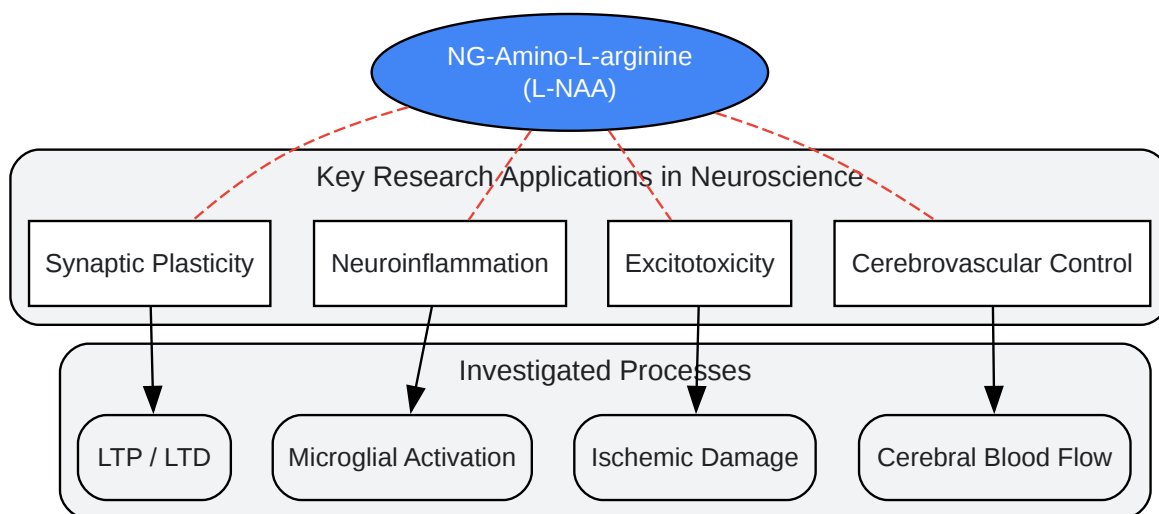 NG-Amino-L-arginine
(L-NAA)
Key Research Applications in Neuroscience
Synaptic Plasticity
Neuroinflammation
Excitotoxicity
Cerebrovascular Control
Investigated Processes
LTP / LTD
Microglial Activation
Ischemic Damage
Cerebral Blood Flow